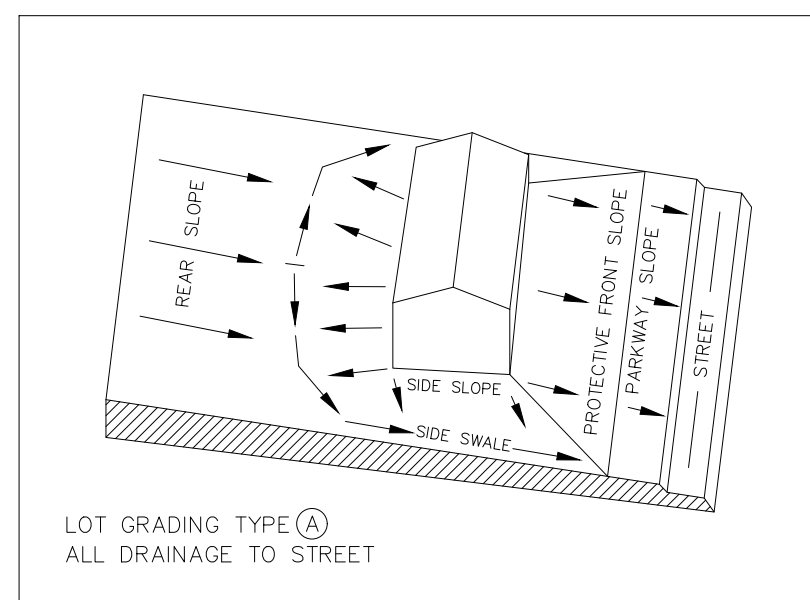 REAR SLOPE
SIDE SLOPE
SIDE SWALE
PROTECTIVE FRONT SLOPE
PARKWAY SLOPE
STREET
LOT GRADING TYPE A
ALL DRAINAGE TO STREET